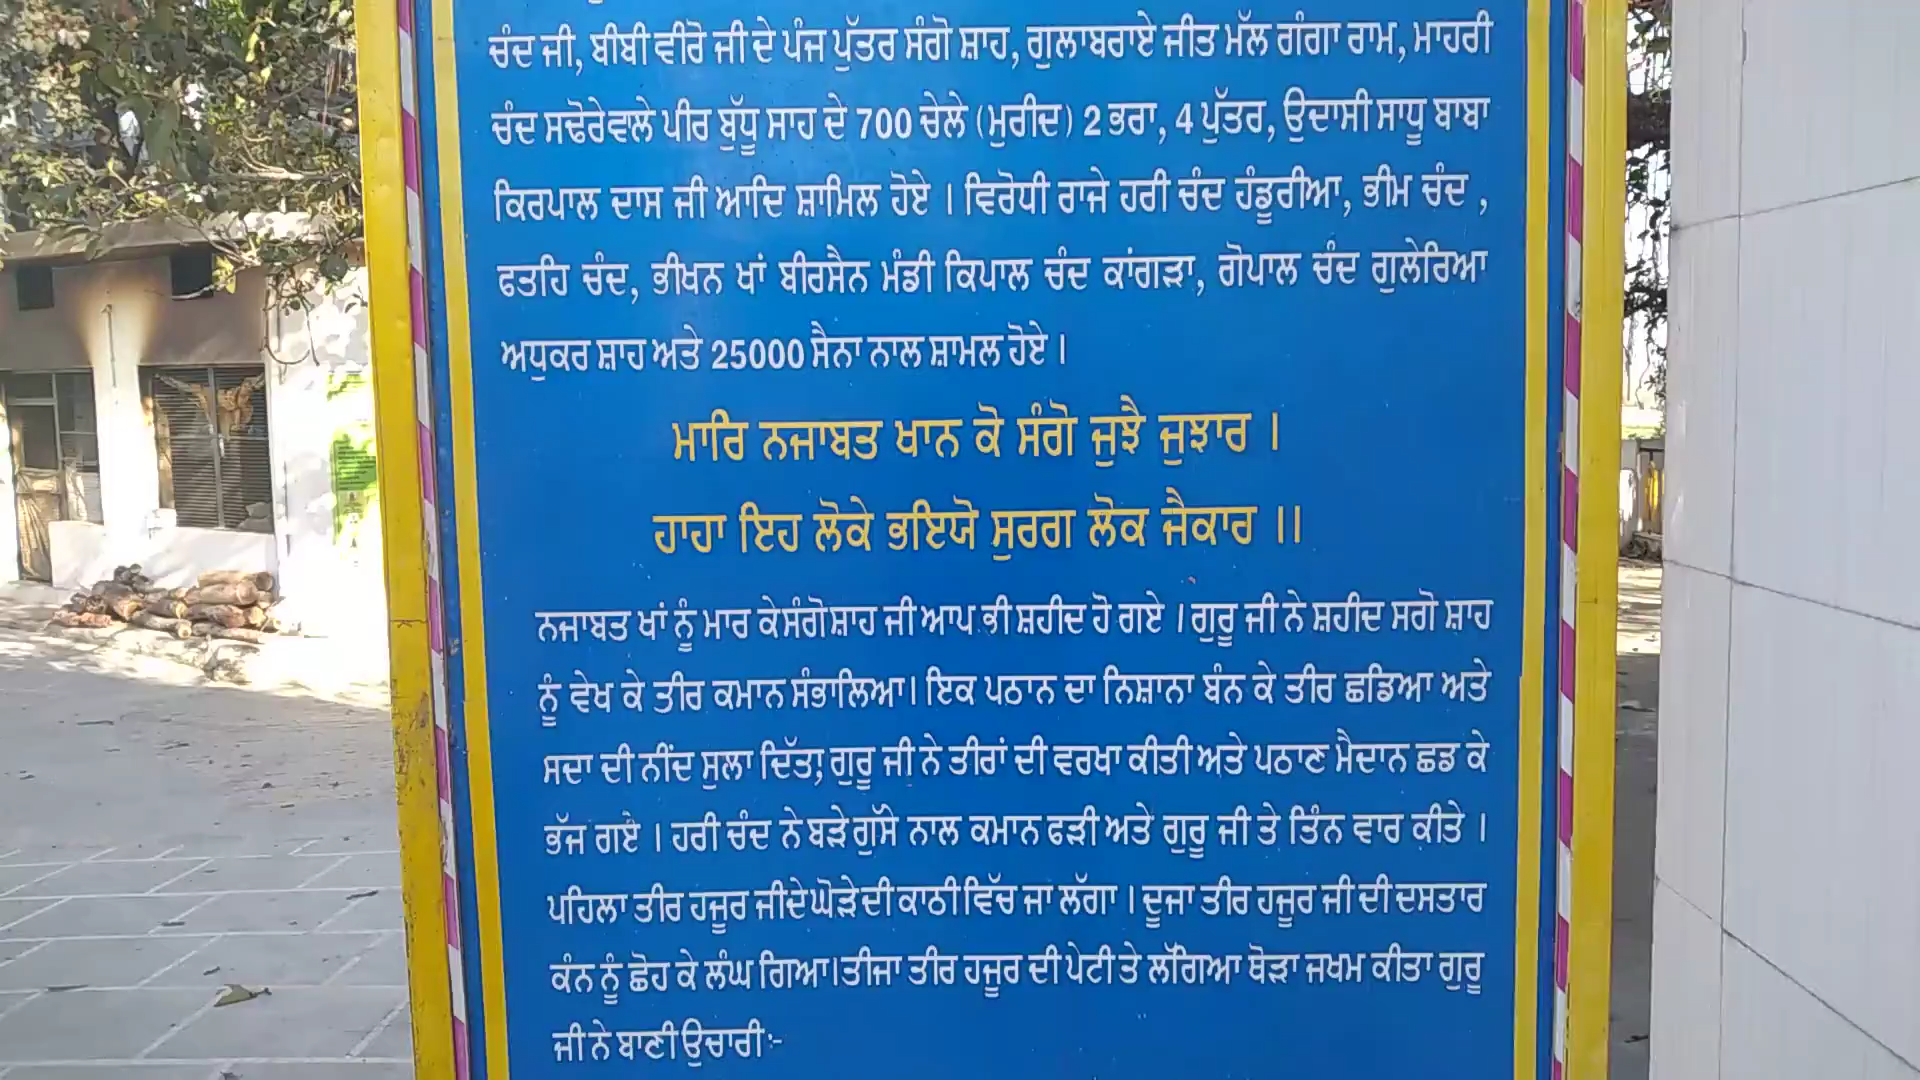 ਚੰਦ ਜੀ, ਬੀਬੀ ਵੀਰੋ ਜੀ ਦੇ ਪੰਜ ਪੁੱਤਰ ਸੰਗੋ ਸ਼ਾਹ, ਗੁਲਾਬਰਾਏ ਜੀਤ ਮੱਲ ਗੰਗਾ ਰਾਮ, ਮਾਹਰੀ
ਚੰਦ ਸਢੋਰੇਵਾਲੇ ਪੀਰ ਬੁੱਧੂ ਸਾਹ ਦੇ 700 ਚੇਲੇ (ਮੁਰੀਦ) 2 ਭਰਾ, 4 ਪੁੱਤਰ, ਉਦਾਸੀ ਸਾਧੂ ਬਾਬਾ
ਕਿਰਪਾਲ ਦਾਸ ਜੀ ਆਦਿ ਸ਼ਾਮਿਲ ਹੋਏ । ਵਿਰੋਧੀ ਰਾਜੇ ਹਰੀ ਚੰਦ ਹੰਡੂਰੀਆ, ਭੀਮ ਚੰਦ ,
ਫਤਹਿ ਚੰਦ, ਭੀਖਨ ਖਾਂ ਬੀਰਸੈਨ ਮੰਡੀ ਕਿਪਾਲ ਚੰਦ ਕਾਂਗੜਾ, ਗੋਪਾਲ ਚੰਦ ਗੁਲੇਰਿਆ
ਅਧੁਕਰ ਸ਼ਾਹ ਅਤੇ 25000 ਸੈਨਾ ਨਾਲ ਸ਼ਾਮਲ ਹੋਏ ।
ਮਾਰਿ ਨਜਾਬਤ ਖਾਨ ਕੋ ਸੰਗੋ ਜੁਝੈ ਜੁਝਾਰ ।
ਹਾਹਾ ਇਹ ਲੋਕੇ ਭਇਯੋ ਸੁਰਗ ਲੋਕ ਜੈਕਾਰ ।।
ਨਜਾਬਤ ਖਾਂ ਨੂੰ ਮਾਰ ਕੇ ਸੰਗੋਸ਼ਾਹ ਜੀ ਆਪ ਭੀ ਸ਼ਹੀਦ ਹੋ ਗਏ । ਗੁਰੂ ਜੀ ਨੇ ਸ਼ਹੀਦ ਸਗੋ ਸ਼ਾਹ
ਨੂੰ ਵੇਖ ਕੇ ਤੀਰ ਕਮਾਨ ਸੰਭਾਲਿਆ। ਇਕ ਪਠਾਨ ਦਾ ਨਿਸ਼ਾਨਾ ਬੰਨ ਕੇ ਤੀਰ ਛਡਿਆ ਅਤੇ
ਸਦਾ ਦੀ ਨੀਂਦ ਸੁਲਾ ਦਿੱਤਾ, ਗੁਰੂ ਜੀ ਨੇ ਤੀਰਾਂ ਦੀ ਵਰਖਾ ਕੀਤੀ ਅਤੇ ਪਠਾਣ ਮੈਦਾਨ ਛਡ ਕੇ
ਭੱਜ ਗਏ । ਹਰੀ ਚੰਦ ਨੇ ਬੜੇ ਗੁੱਸੇ ਨਾਲ ਕਮਾਨ ਫੜੀ ਅਤੇ ਗੁਰੂ ਜੀ ਤੇ ਤਿੰਨ ਵਾਰ ਕੀਤੇ ।
ਪਹਿਲਾ ਤੀਰ ਹਜੂਰ ਜੀ ਦੇ ਘੋੜੇ ਦੀ ਕਾਠੀ ਵਿੱਚ ਜਾ ਲੱਗਾ । ਦੂਜਾ ਤੀਰ ਹਜੂਰ ਜੀ ਦੀ ਦਸਤਾਰ
ਕੰਨ ਨੂੰ ਛੋਹ ਕੇ ਲੰਘ ਗਿਆ।ਤੀਜਾ ਤੀਰ ਹਜੂਰ ਦੀ ਪੇਟੀ ਤੇ ਲੱਗਿਆ ਥੋੜਾ ਜਖਮ ਕੀਤਾ ਗੁਰੂ
ਜੀ ਨੇ ਬਾਣੀ ਉਚਾਰੀ:-